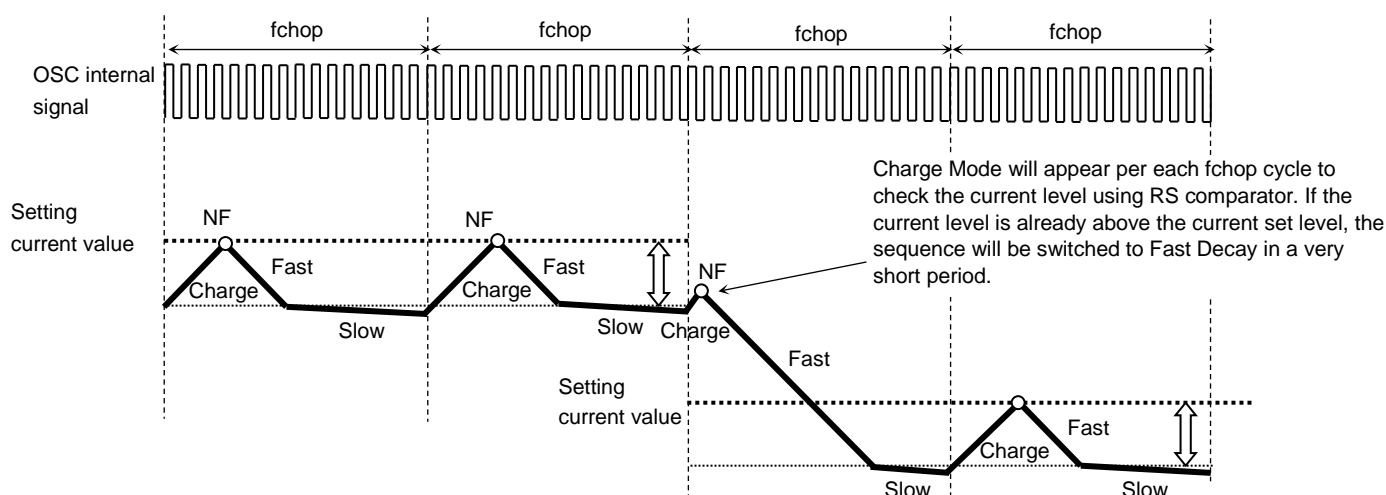 fchop
fchop
fchop
fchop
OSC internal
signal
Charge Mode will appear per each fchop cycle to
check the current level using RS comparator. If the
current level is already above the current set level, the
sequence will be switched to Fast Decay in a very
short period.
Setting
current value
NF
Fast
Charge
Slow
NF
Fast
Charge
Slow
NF
Charge
Fast
Setting
current value
Slow
Charge
Fast
Slow